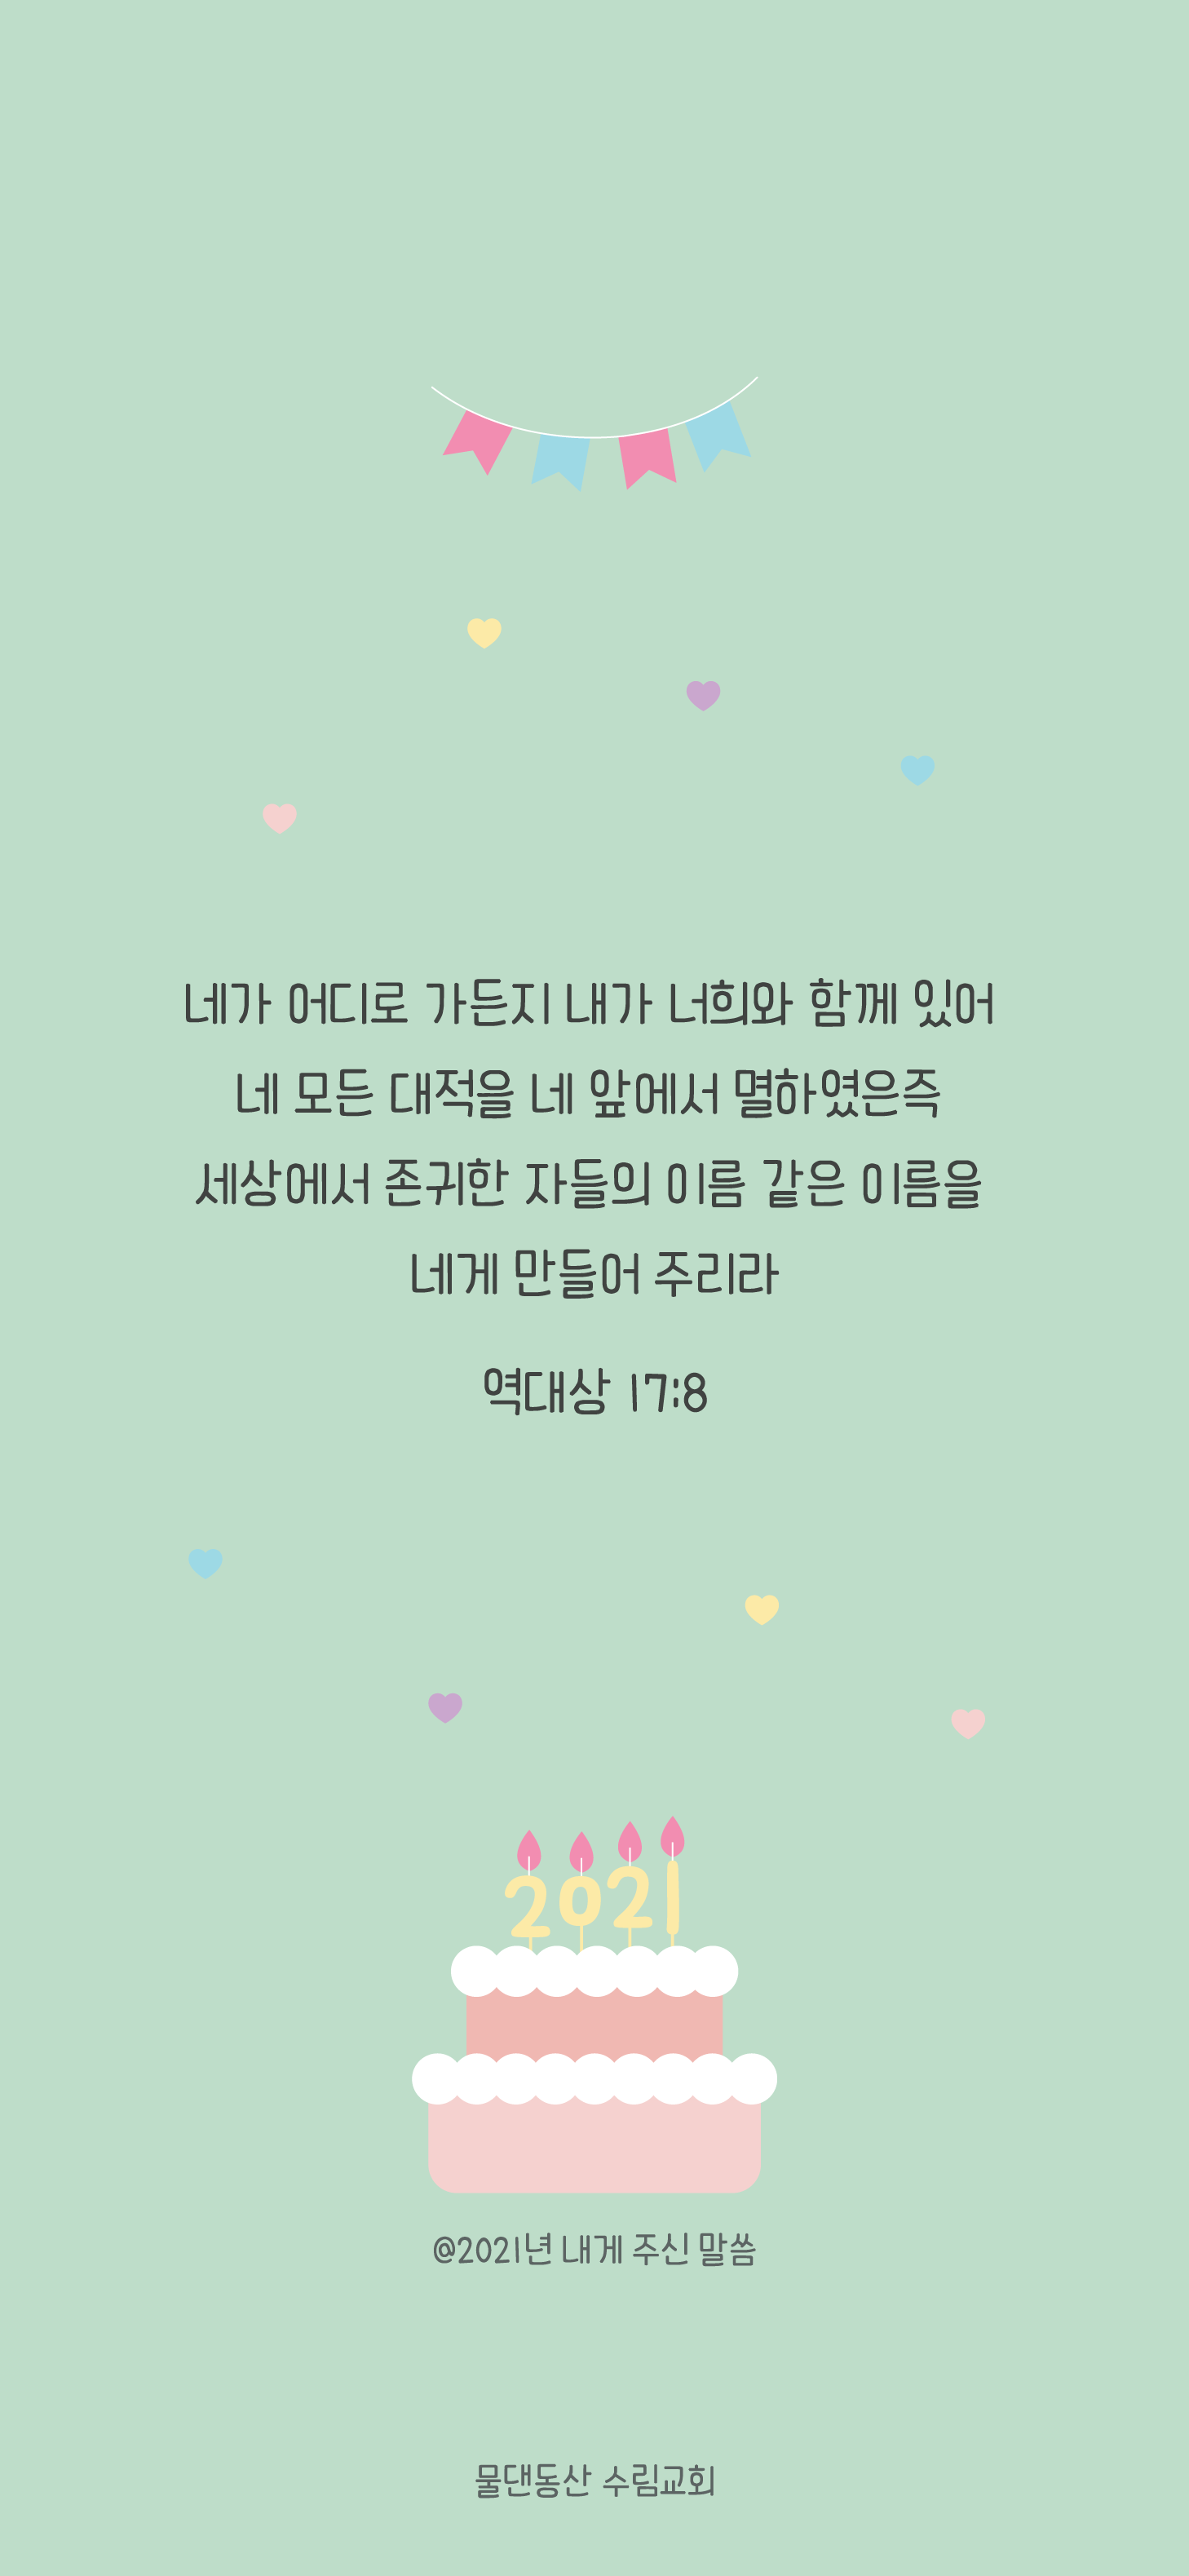 네가 어디로 가든지 내가 너희와 함께 있어
네 모든 대적을 네 앞에서 멸하였은즉
세상에서 존귀한 자들의 이름 같은 이름을
네게 만들어 주리라
역대상 17:8
2021
@2021년 내게 주신 말씀
물댄동산 수림교회